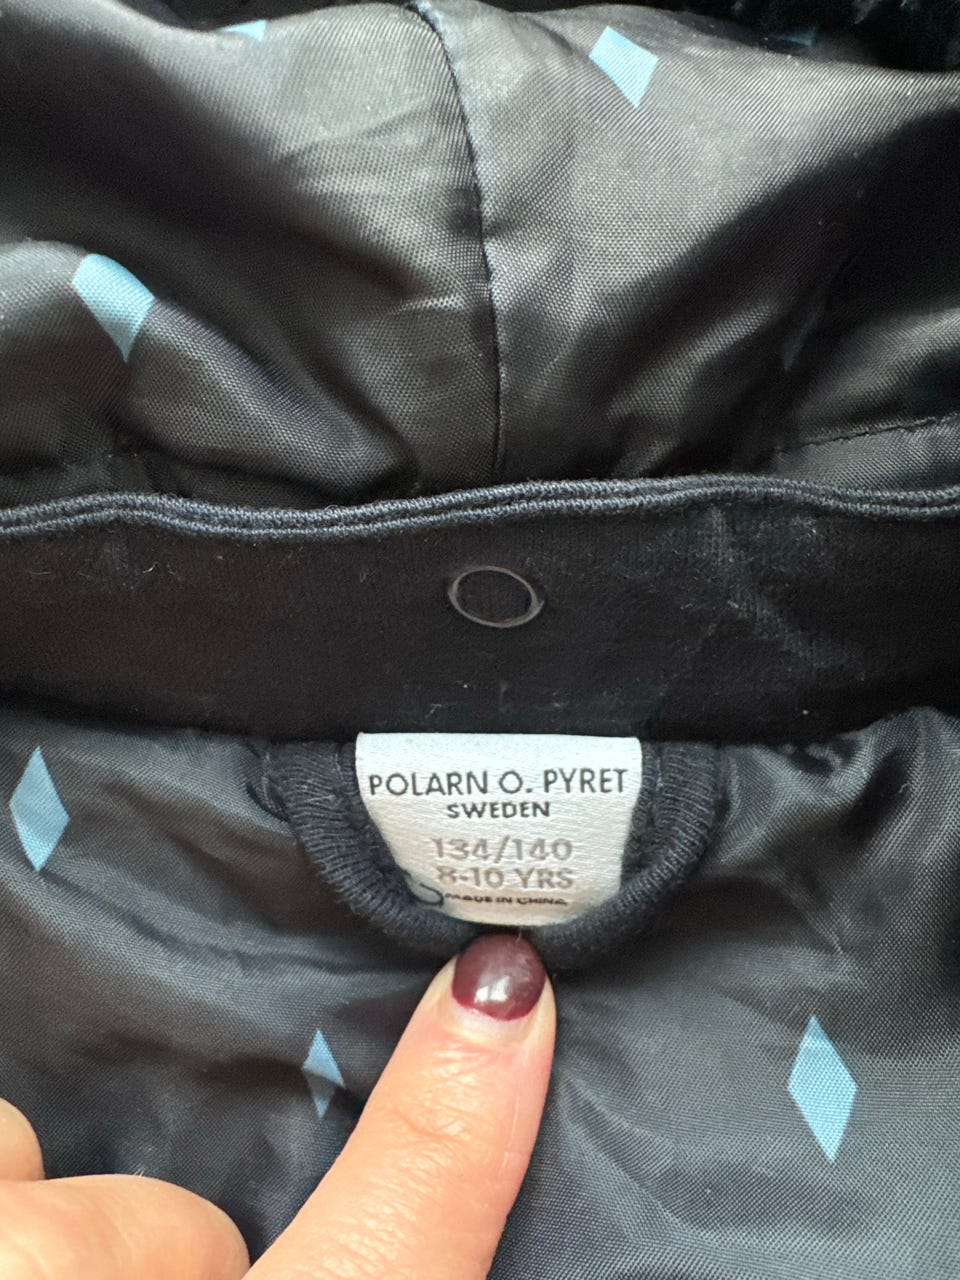 POLARN O. PYRET
SWEDEN
134/140
8-10 YRS
MADE IN CHINA